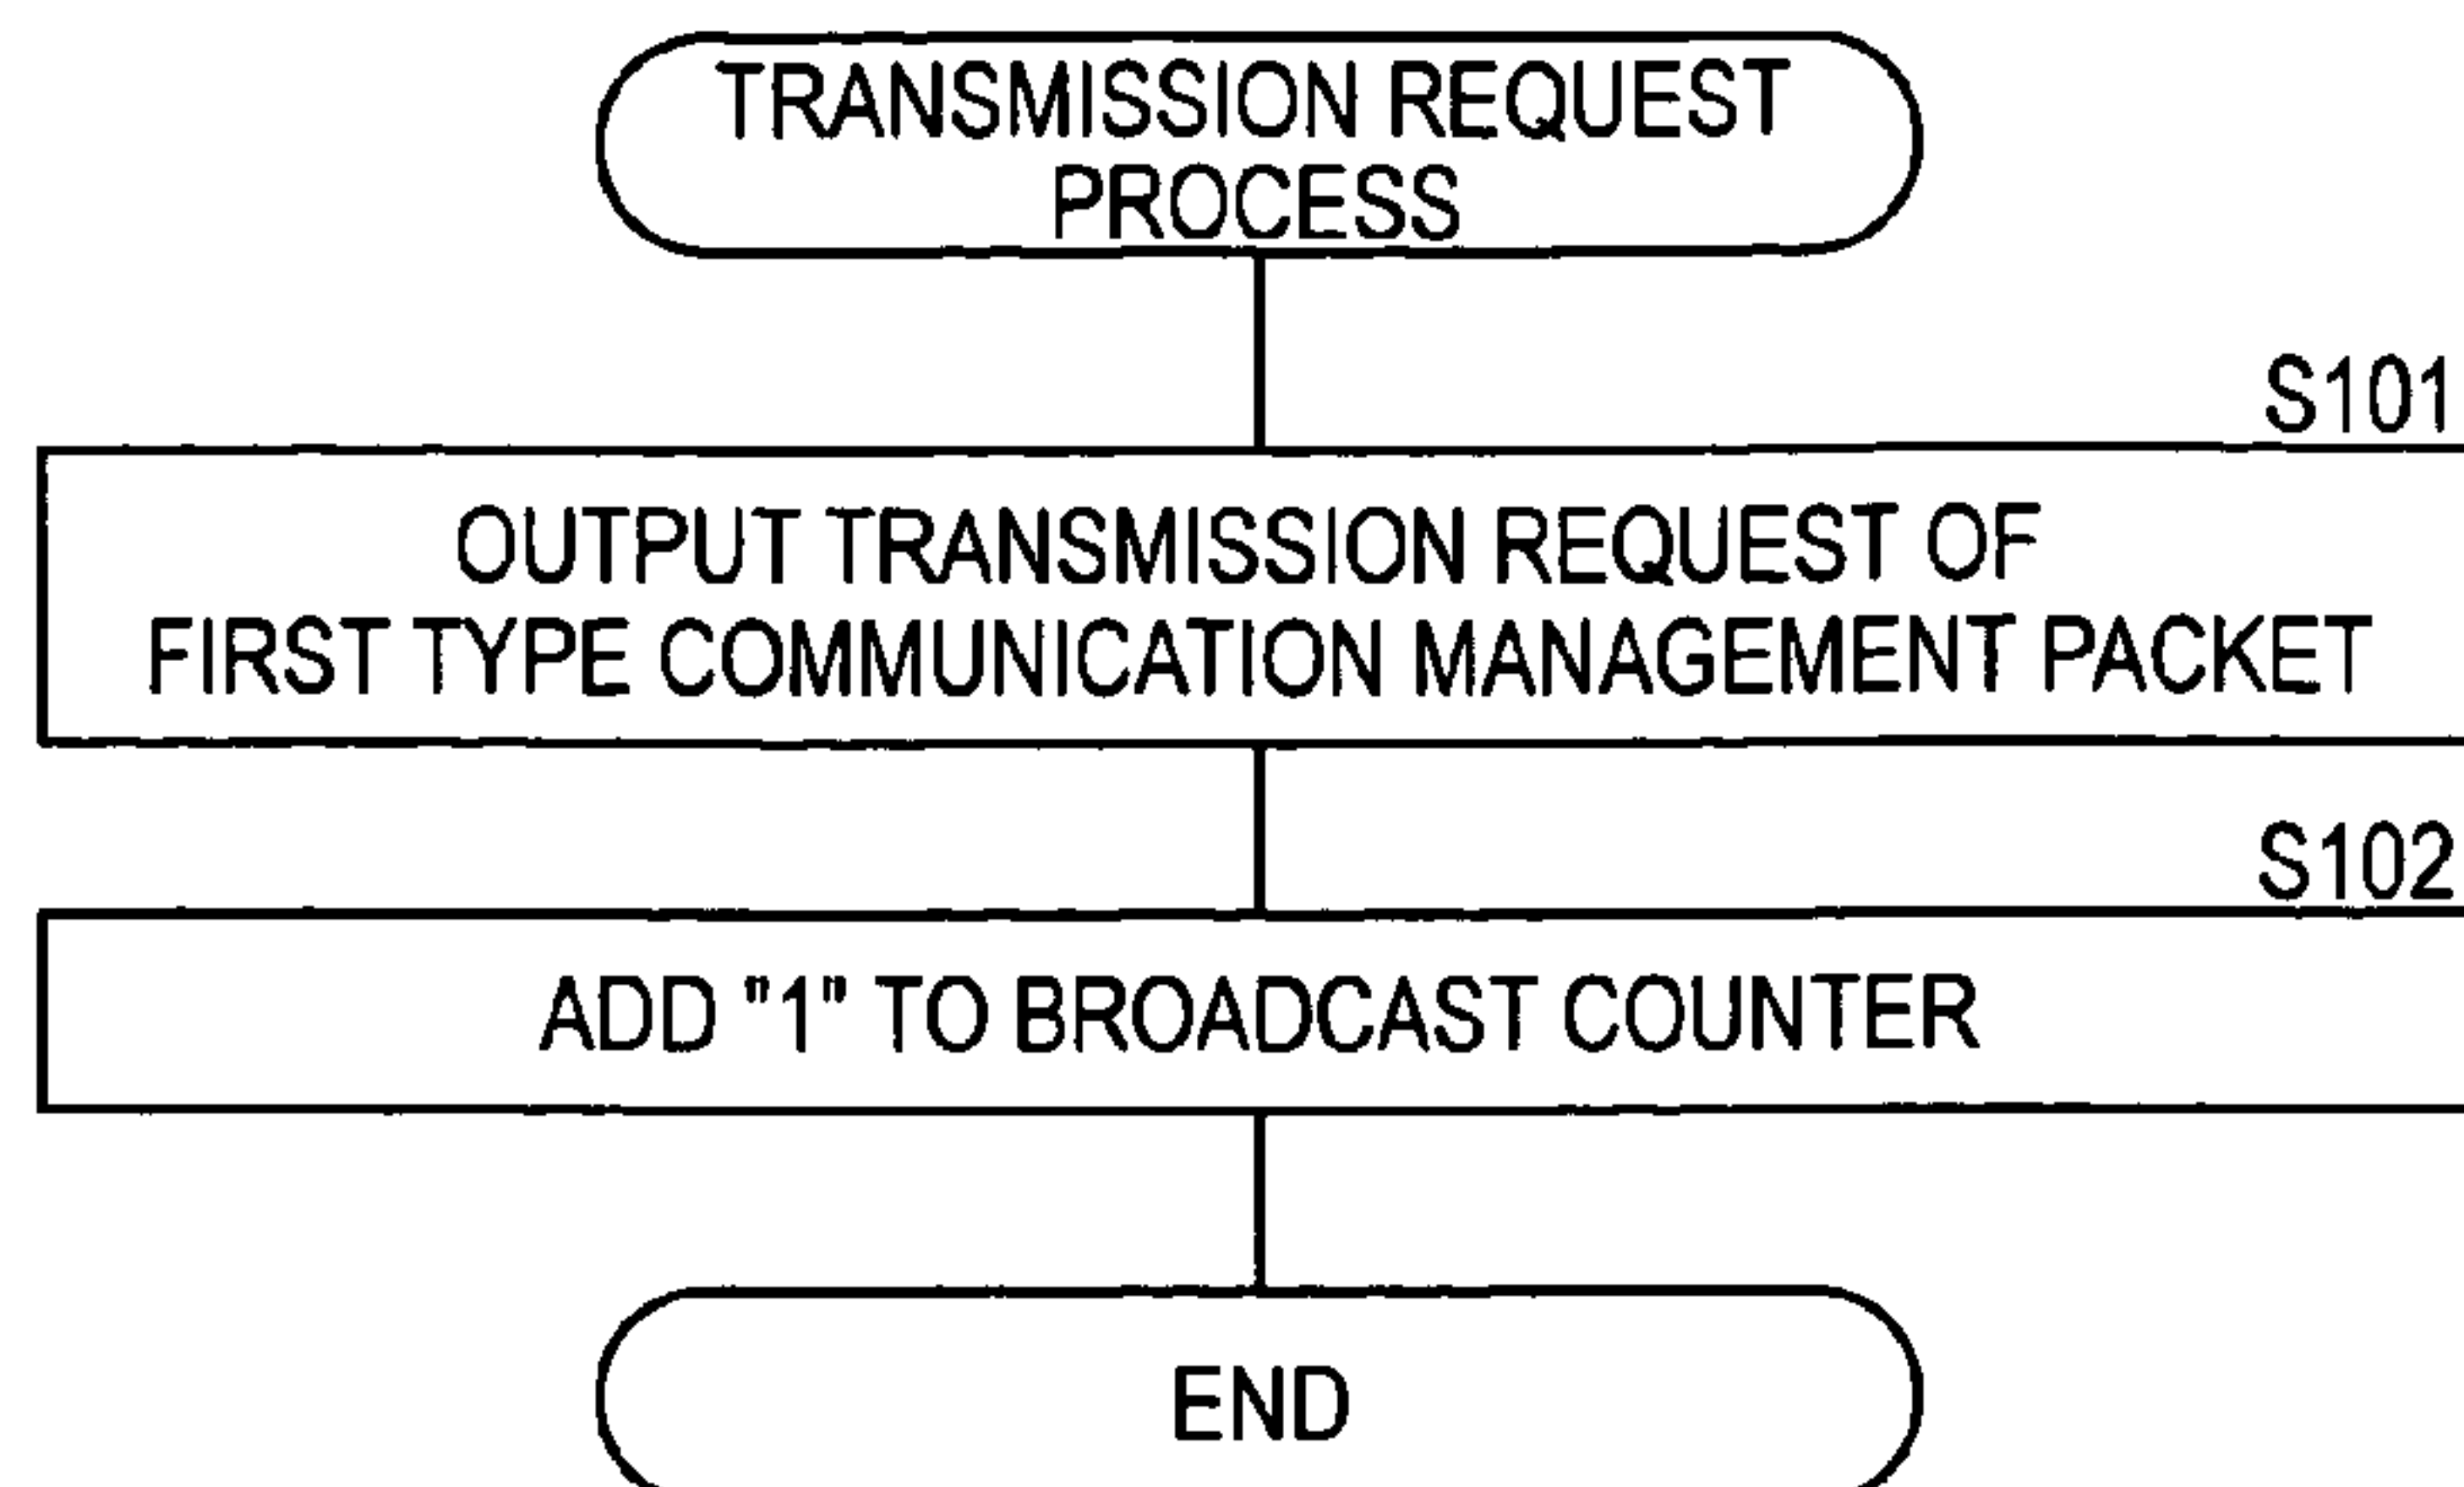 TRANSMISSION REQUEST
PROCESS
S101
OUTPUT TRANSMISSION REQUEST OF
FIRST TYPE COMMUNICATION MANAGEMENT PACKET
S102
ADD "1" TO BROADCAST COUNTER
END